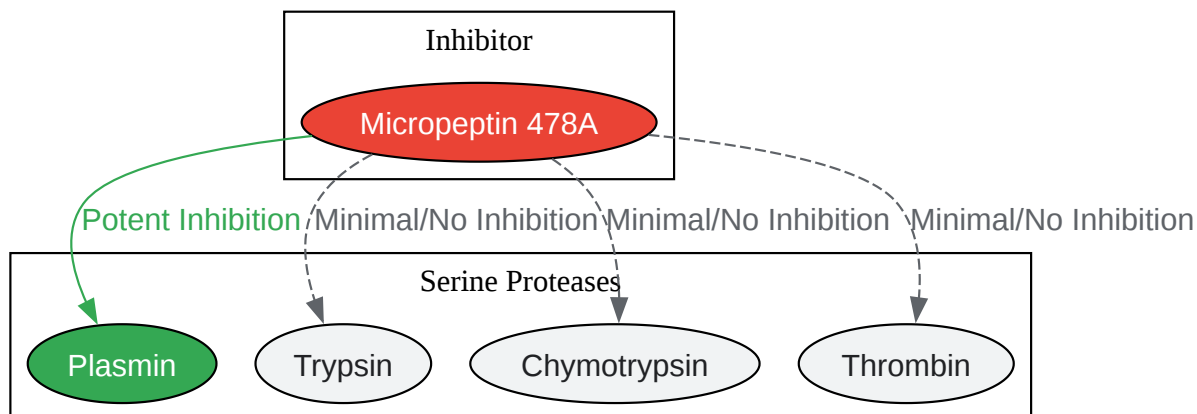 Inhibitor
Micropeptin 478A
Potent Inhibition
Minimal/No Inhibition
Minimal/No Inhibition
Minimal/No Inhibition
Serine Proteases
Plasmin
Trypsin
Chymotrypsin
Thrombin